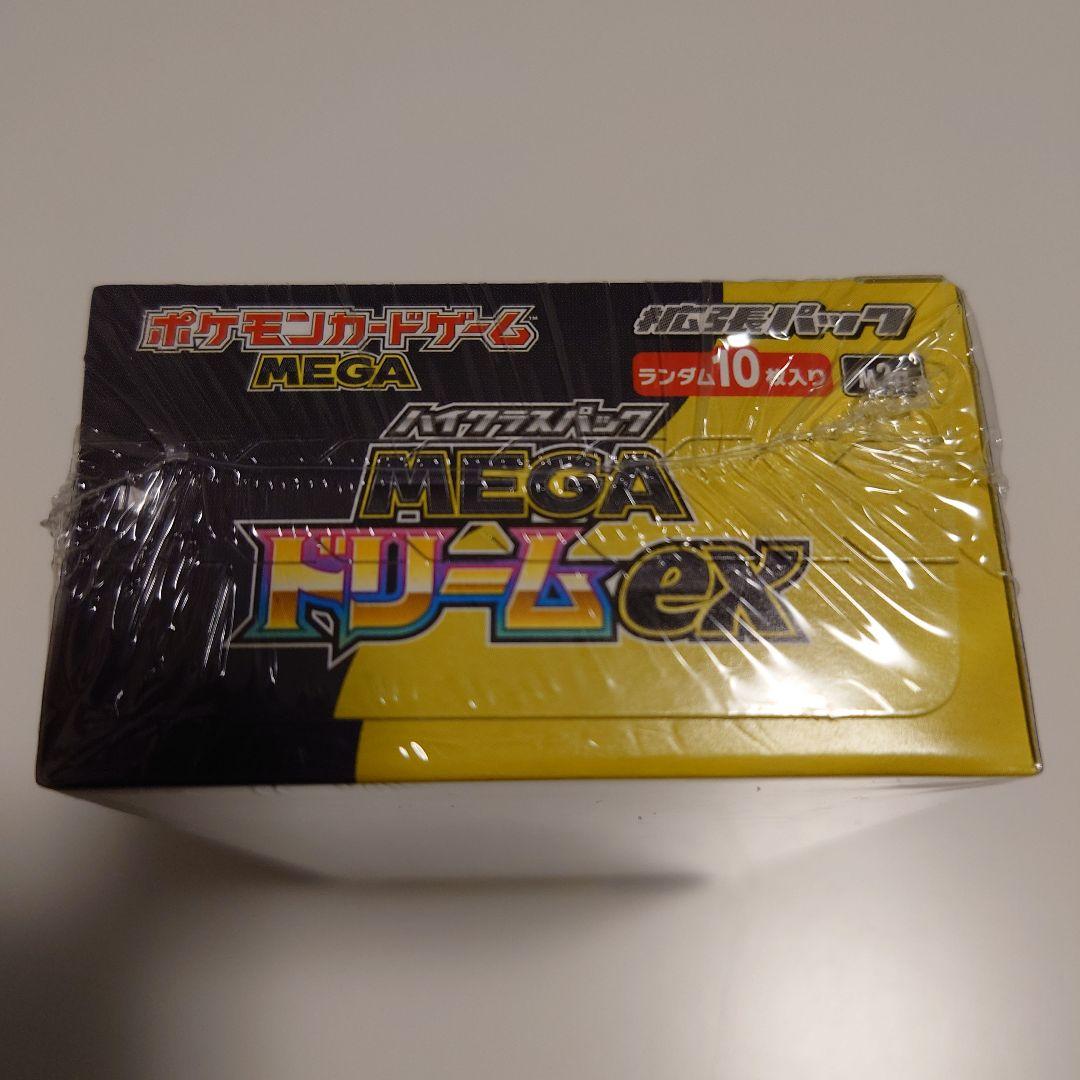 ポケモンカードゲーム™
MEGA
拡張パック
ランダム10枚入り
ハイクラスパック
MEGA
ドリームex